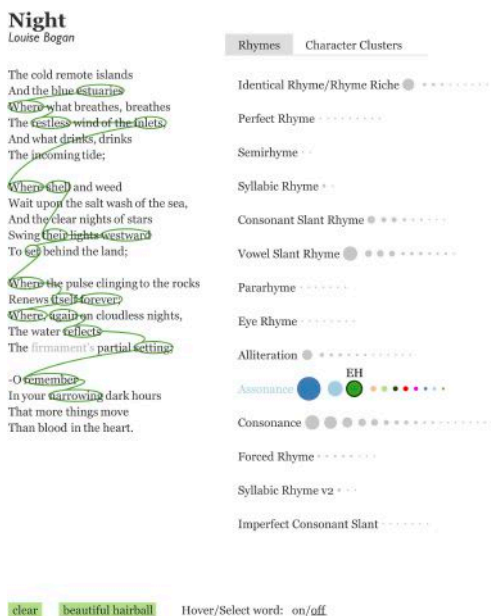 Night
Louise Bogan
The cold remote islands
And the blue estuaries
Where what breathes, breathes
The restless wind of the inlets,
And what drinks, drinks
The incoming tide;
Where shell and weed
Wait upon the salt wash of the sea,
And the clear nights of stars
Swing their lights westward
To set behind the land;
Where the pulse clinging to the rocks
Renews itself forever;
Where, again on cloudless nights,
The water reflects
The firmament's partial setting;
-O remember
In your narrowing dark hours
That more things move
Than blood in the heart.
Rhymes Character Clusters
Identical Rhyme/Rhyme Riche
Perfect Rhyme
Semirhyme
Syllabic Rhyme
Consonant Slant Rhyme
Vowel Slant Rhyme
Pararhyme
Eye Rhyme
Alliteration
EH
Assonance
Consonance
Forced Rhyme
Syllabic Rhyme v2
Imperfect Consonant Slant
clear beautiful hairball Hover/Select word: on/off